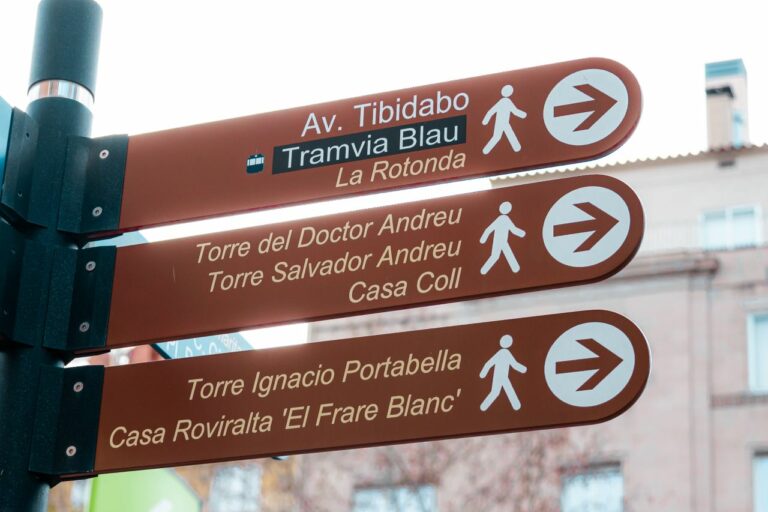 Av. Tibidabo
Tramvia Blau
La Rotonda
Torre del Doctor Andreu
Torre Salvador Andreu
Casa Coll
Torre Ignacio Portabella
Casa Roviralta 'El Frare Blanc'